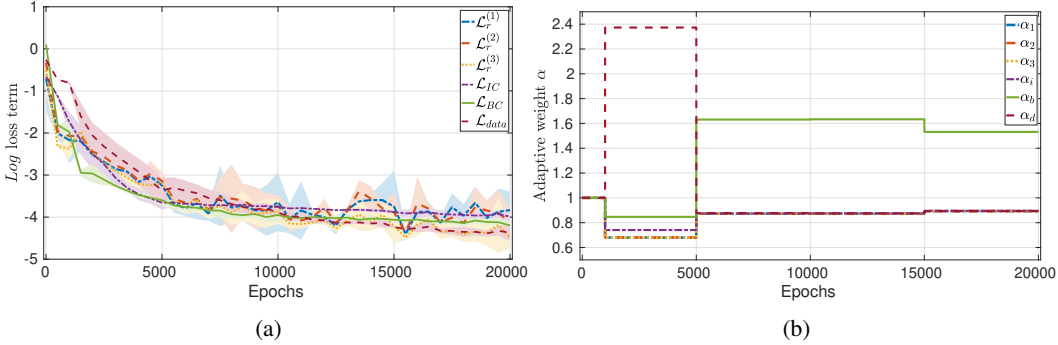 1
0
-1
-2
-3
-4
-5
Log loss term
0
5000
10000
15000
20000
Epochs
ℒ_r^(1)
ℒ_r^(2)
ℒ_r^(3)
ℒ_IC
ℒ_BC
ℒ_data
(a)
2.4
2.2
2
1.8
1.6
1.4
1.2
1
0.8
0.6
Adaptive weight α
0
5000
10000
15000
20000
Epochs
α_1
α_2
α_3
α_i
α_b
α_d
(b)